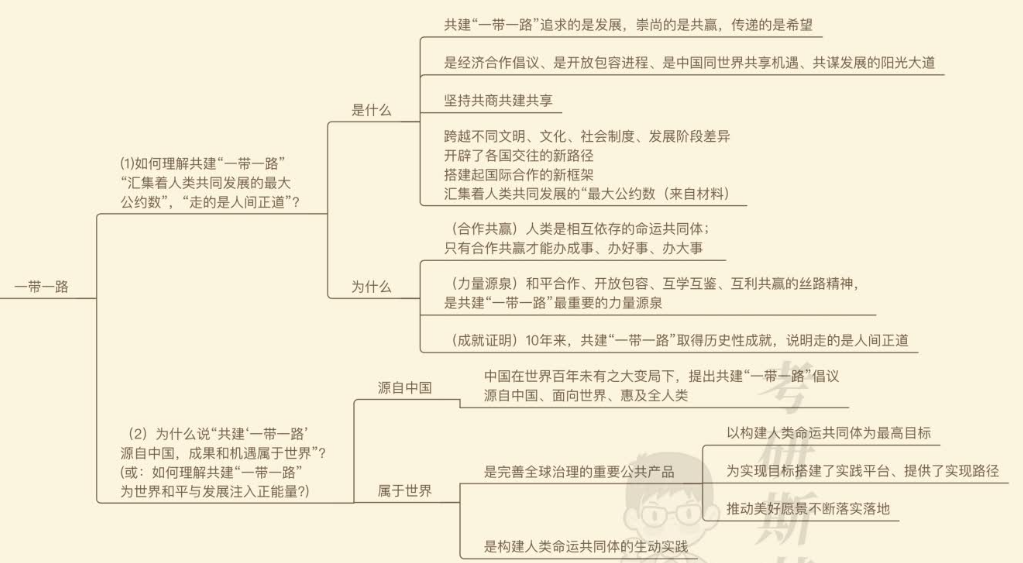 一带一路
(1)如何理解共建“一带一路”
“汇集着人类共同发展的最大
公约数”，“走的是人间正道”？
是什么
共建“一带一路”追求的是发展，崇尚的是共赢，传递的是希望
是经济合作倡议、是开放包容进程、是中国同世界共享机遇、共谋发展的阳光大道
坚持共商共建共享
跨越不同文明、文化、社会制度、发展阶段差异
开辟了各国交往的新路径
搭建起国际合作的新框架
汇集着人类共同发展的“最大公约数（来自材料）
为什么
（合作共赢）人类是相互依存的命运共同体；
只有合作共赢才能办成事、办好事、办大事
（力量源泉）和平合作、开放包容、互学互鉴、互利共赢的丝路精神，
是共建“一带一路”最重要的力量源泉
（成就证明）10年来，共建“一带一路”取得历史性成就，说明走的是人间正道
（2）为什么说“共建‘一带一路’
源自中国，成果和机遇属于世界”？
(或：如何理解共建“一带一路”
为世界和平与发展注入正能量?)
源自中国
中国在世界百年未有之大变局下，提出共建“一带一路”倡议
源自中国、面向世界、惠及全人类
属于世界
是完善全球治理的重要公共产品
以构建人类命运共同体为最高目标
为实现目标搭建了实践平台、提供了实现路径
推动美好愿景不断落实落地
是构建人类命运共同体的生动实践
考研斯